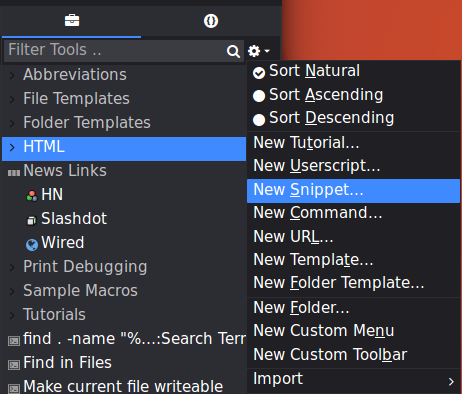 Filter Tools ..
Abbreviations
File Templates
Folder Templates
HTML
News Links
HN
Slashdot
Wired
Print Debugging
Sample Macros
Tutorials
find . -name "%...:Search Terr
Find in Files
Make current file writeable
Sort Natural
Sort Ascending
Sort Descending
New Tutorial...
New Userscript...
New Snippet...
New Command...
New URL...
New Template...
New Folder Template...
New Folder...
New Custom Menu
New Custom Toolbar
Import